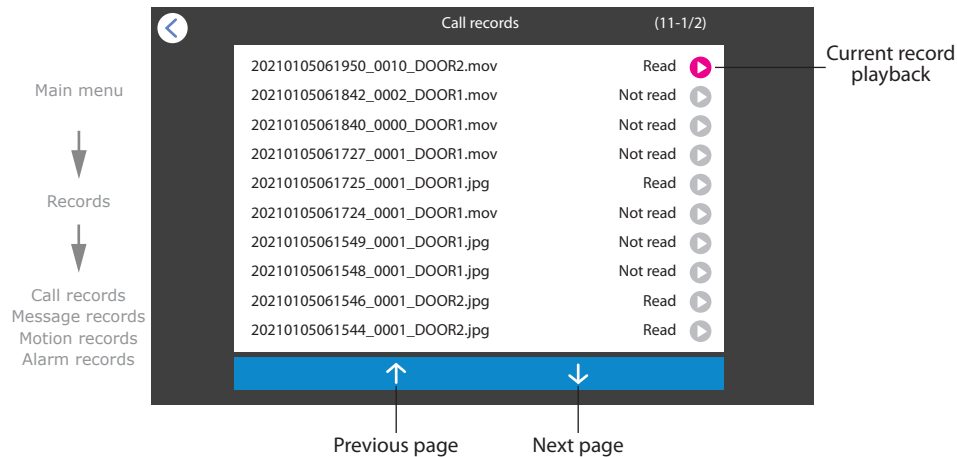 Call records (11-1/2)
20210105061950_0010_DOOR2.mov Read
20210105061842_0002_DOOR1.mov Not read
20210105061840_0000_DOOR1.mov Not read
20210105061727_0001_DOOR1.mov Not read
20210105061725_0001_DOOR1.jpg Read
20210105061724_0001_DOOR1.mov Not read
20210105061549_0001_DOOR1.jpg Not read
20210105061548_0001_DOOR1.jpg Not read
20210105061546_0001_DOOR2.jpg Read
20210105061544_0001_DOOR2.jpg Read
Current record
playback
Main menu
Records
Call records
Message records
Motion records
Alarm records
Previous page Next page